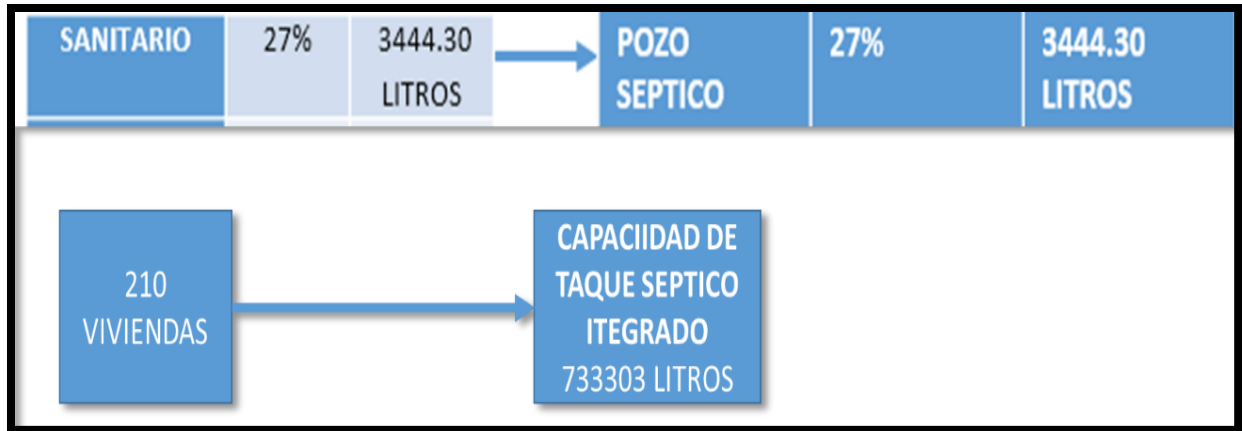 SANITARIO 27% 3444.30 POZO 27% 3444.30
LITROS SEPTICO LITROS
210
VIVIENDAS
CAPACIIDAD DE
TAQUE SEPTICO
ITEGRADO
733303 LITROS